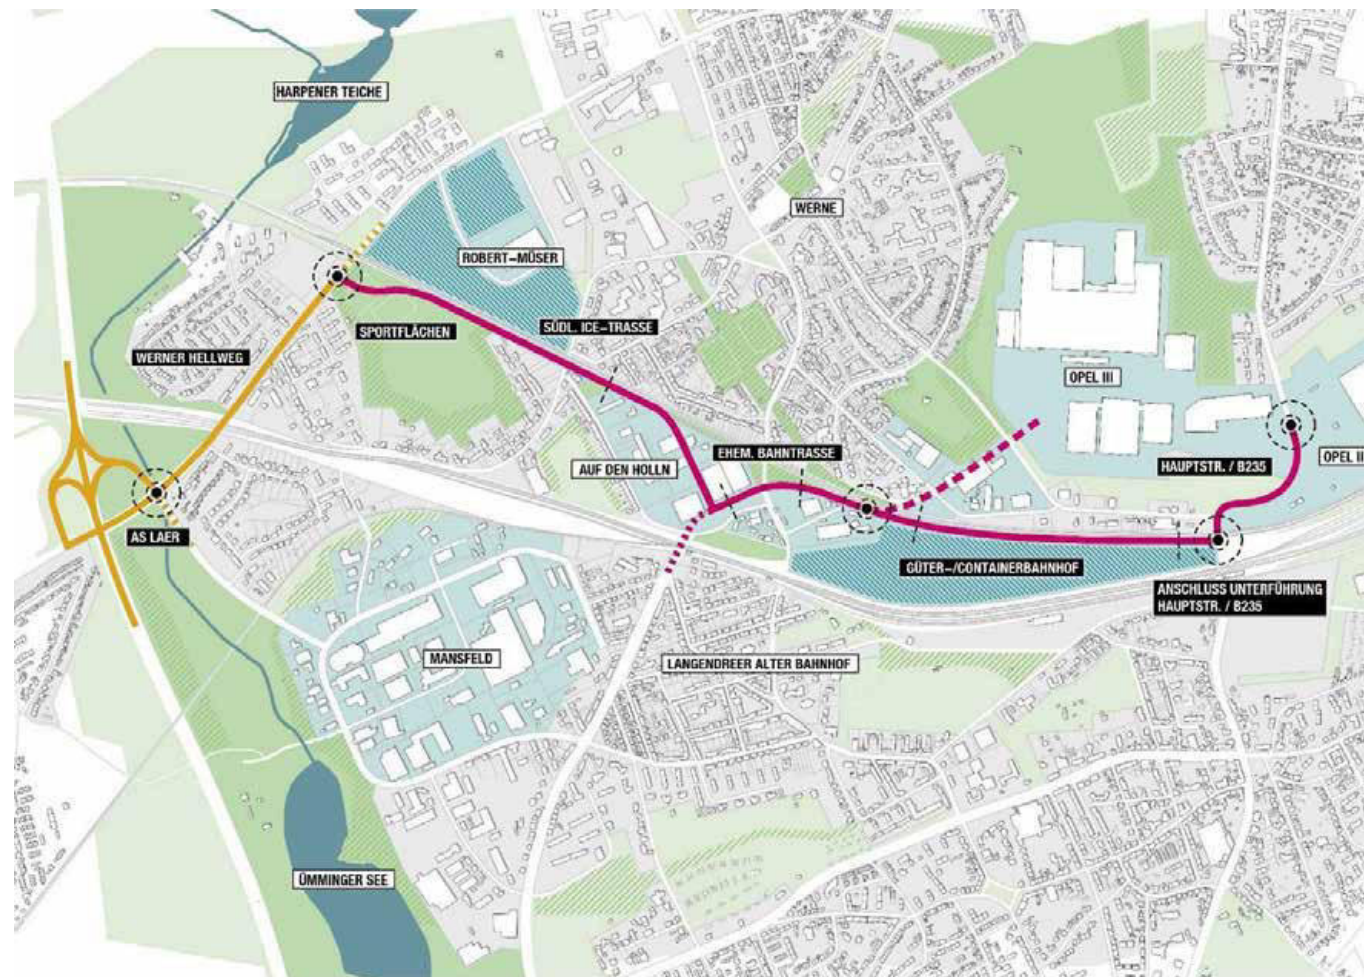 HARPENER TEICHE
WERNE
ROBERT-MÜSER
SPORTFLÄCHEN
SÜDL. ICE-TRASSE
WERNER HELLWEG
OPEL III
EHEM. BAHNTRASSE
AUF DEN HOLLN
HAUPTSTR. / B235
OPEL II
AS LAER
GÜTER-/CONTAINERBAHNHOF
ANSCHLUSS UNTERFÜHRUNG
HAUPTSTR. / B235
MANSFELD
LANGENDREER ALTER BAHNHOF
ÜMMINGER SEE